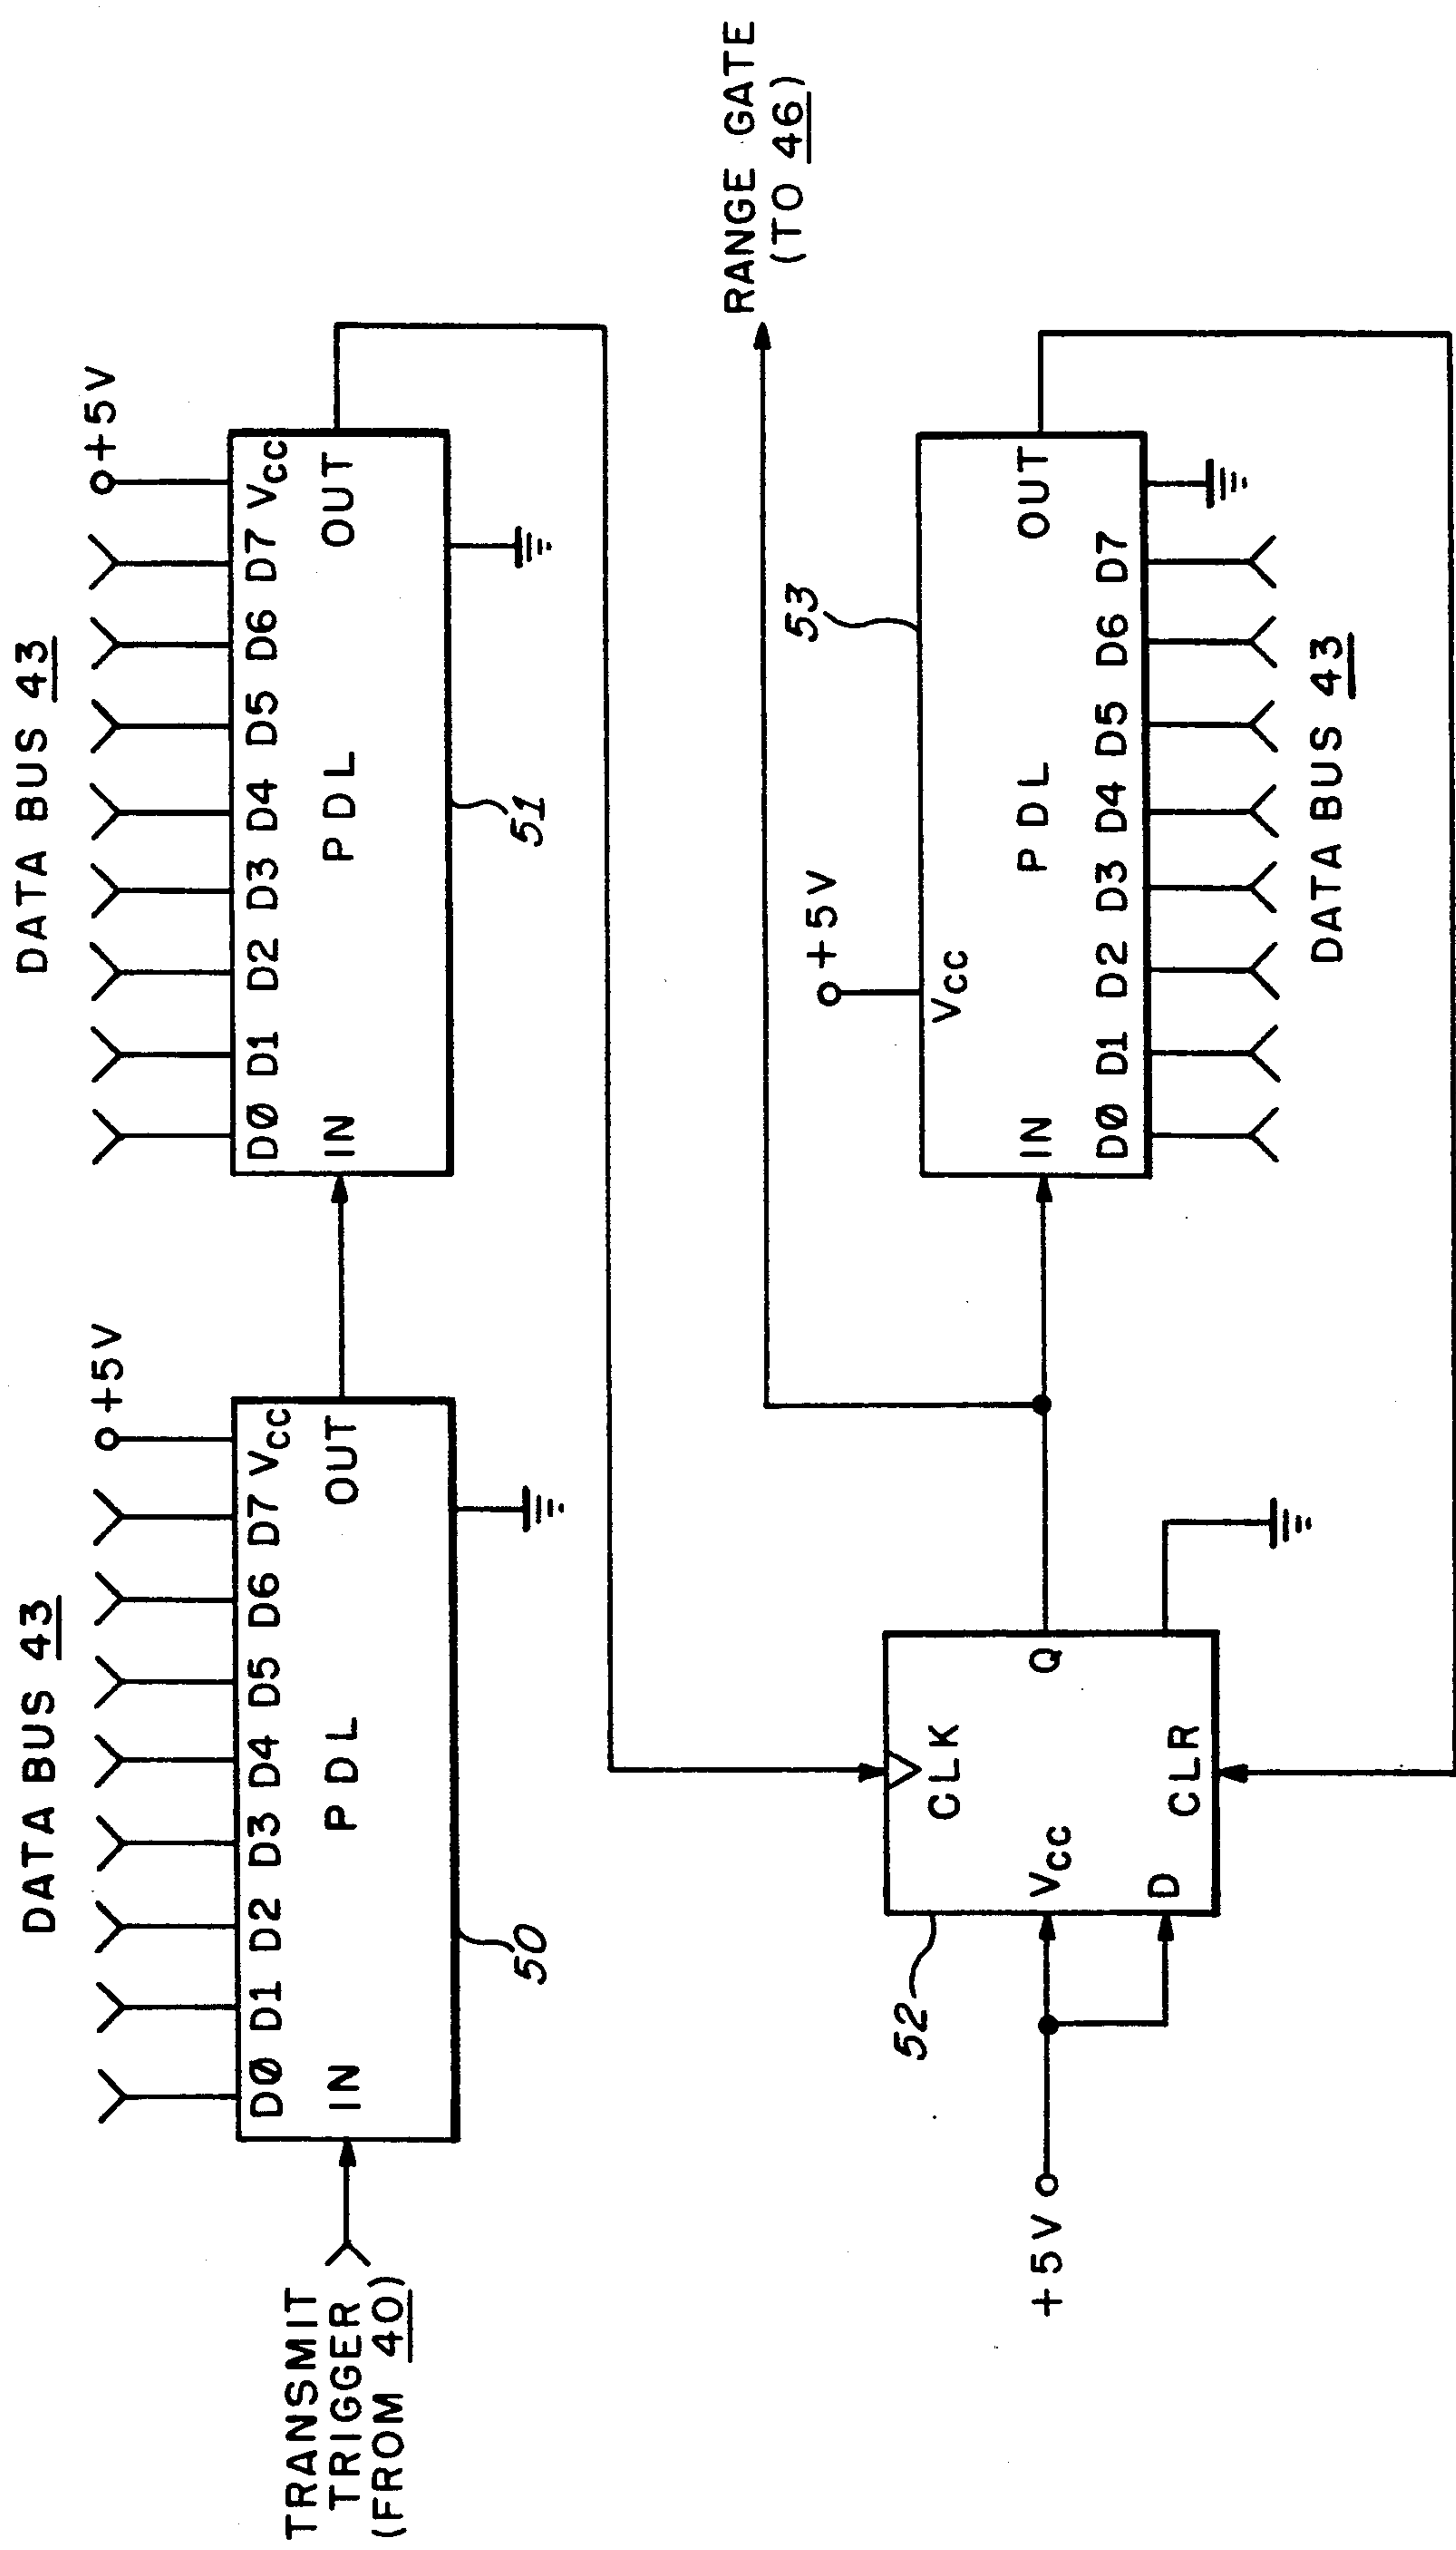 DATA BUS 43
+5V
D0 D1 D2 D3 D4 D5 D6 D7 VCC
IN PDL OUT
50
TRANSMIT
TRIGGER
(FROM 40)
DATA BUS 43
+5V
D0 D1 D2 D3 D4 D5 D6 D7 VCC
IN PDL OUT
51
RANGE GATE
(TO 46)
52
CLK
+5V
VCC Q
D CLR
+5V
53
VCC
IN PDL OUT
D0 D1 D2 D3 D4 D5 D6 D7
DATA BUS 43